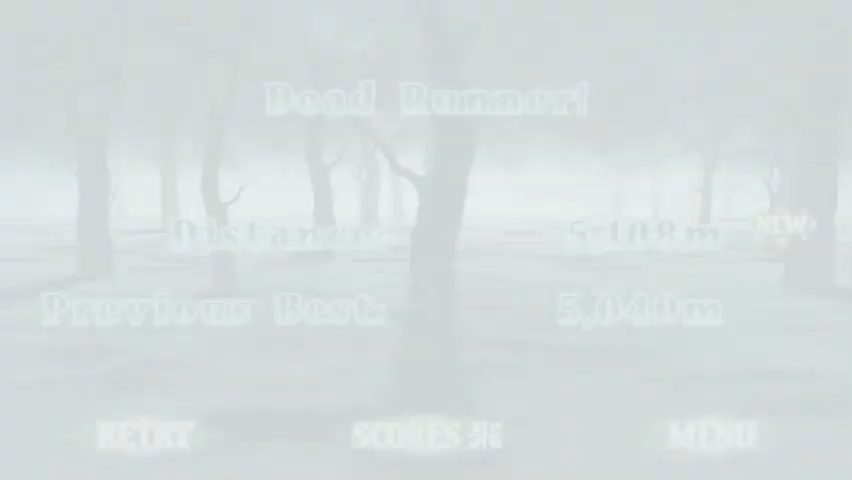 Dead Runner!
Distance: 5,108m NEW
Previous Best: 5,040m
RETRY SCORES MENU